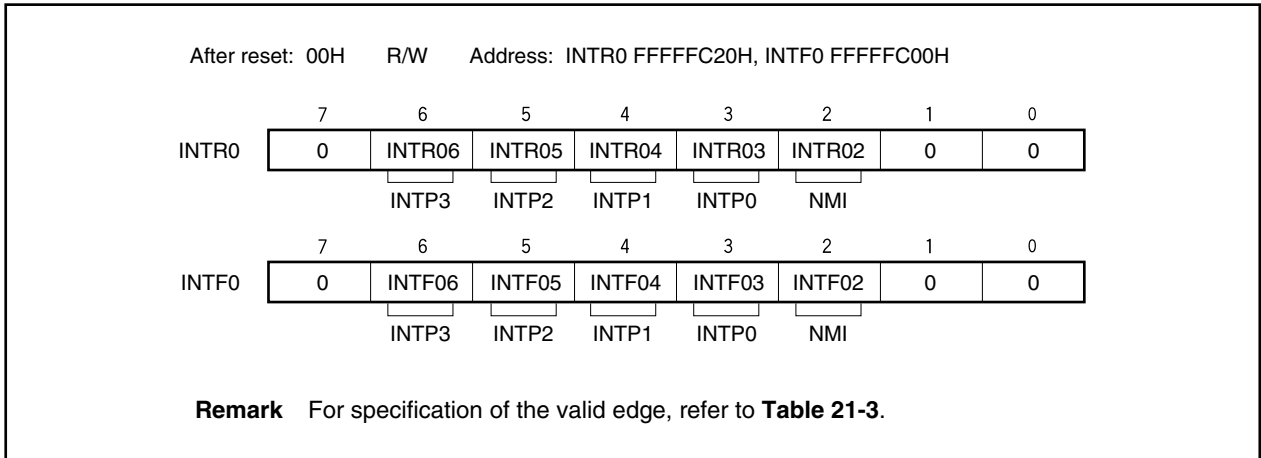 After reset: 00H R/W Address: INTR0 FFFFFC20H, INTF0 FFFFFC00H
7 6 5 4 3 2 1 0
INTR0 0 INTR06 INTR05 INTR04 INTR03 INTR02 0 0
INTP3 INTP2 INTP1 INTP0 NMI
7 6 5 4 3 2 1 0
INTF0 0 INTF06 INTF05 INTF04 INTF03 INTF02 0 0
INTP3 INTP2 INTP1 INTP0 NMI
Remark For specification of the valid edge, refer to Table 21-3.